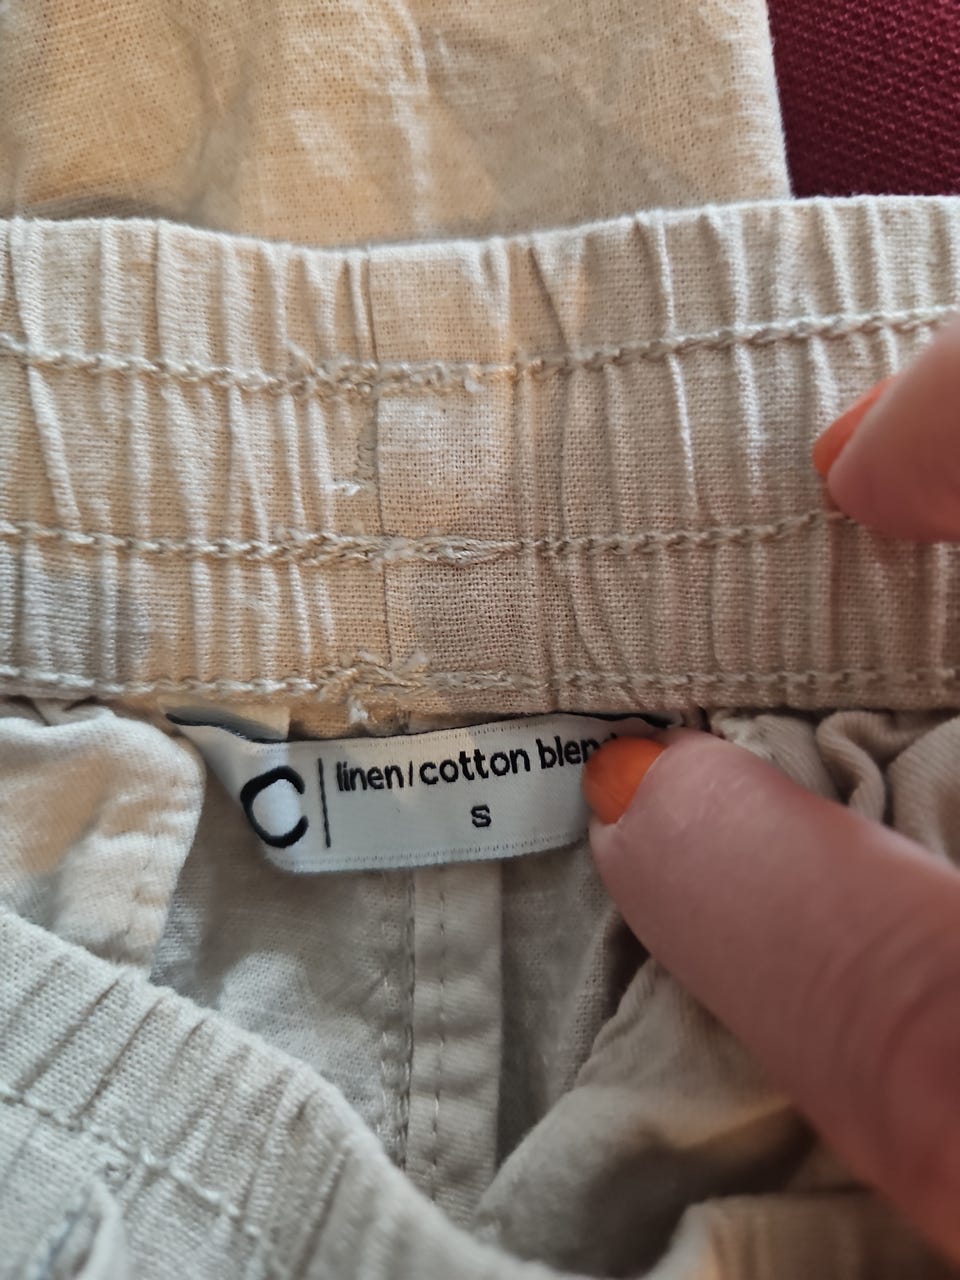 C | linen/cotton blen
S